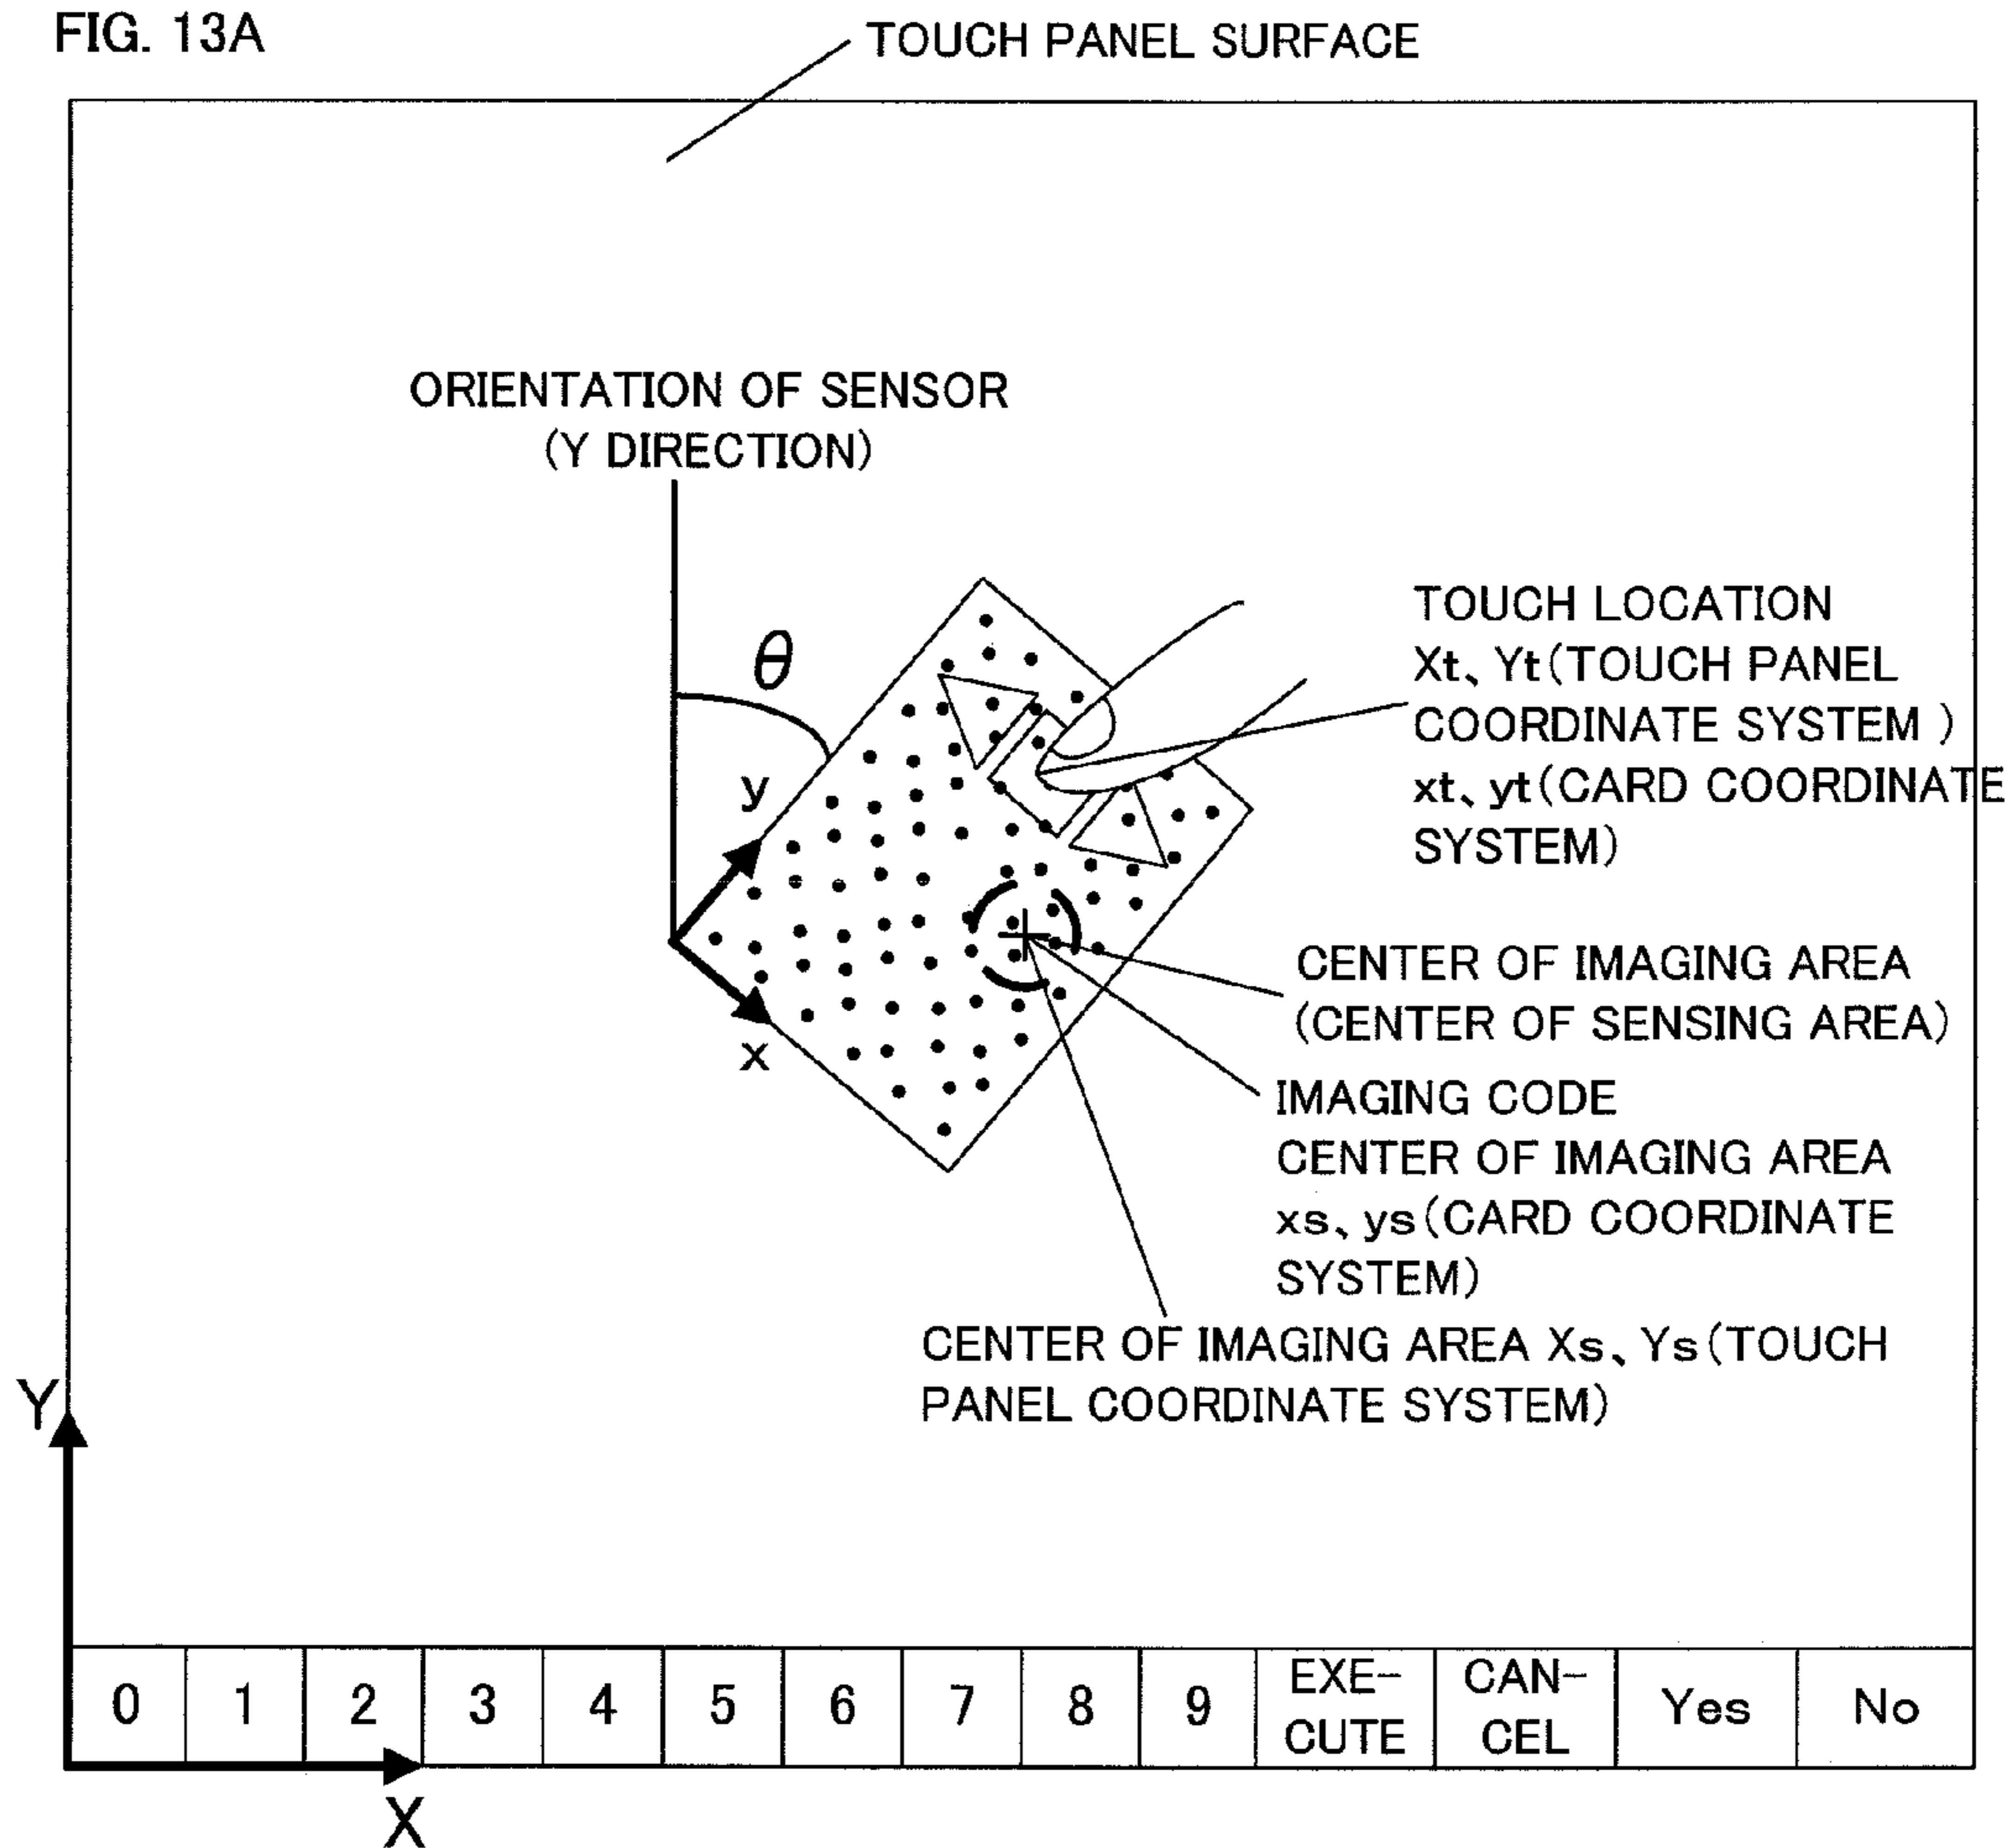 FIG. 13A
TOUCH PANEL SURFACE
ORIENTATION OF SENSOR
(Y DIRECTION)
θ
y
x
TOUCH LOCATION
Xt、Yt(TOUCH PANEL
COORDINATE SYSTEM )
xt、yt(CARD COORDINATE
SYSTEM)
CENTER OF IMAGING AREA
(CENTER OF SENSING AREA)
IMAGING CODE
CENTER OF IMAGING AREA
xs、ys(CARD COORDINATE
SYSTEM)
CENTER OF IMAGING AREA Xs、Ys(TOUCH
PANEL COORDINATE SYSTEM)
Y
0 1 2 3 4 5 6 7 8 9 EXE- CAN- Yes No
CUTE CEL
X